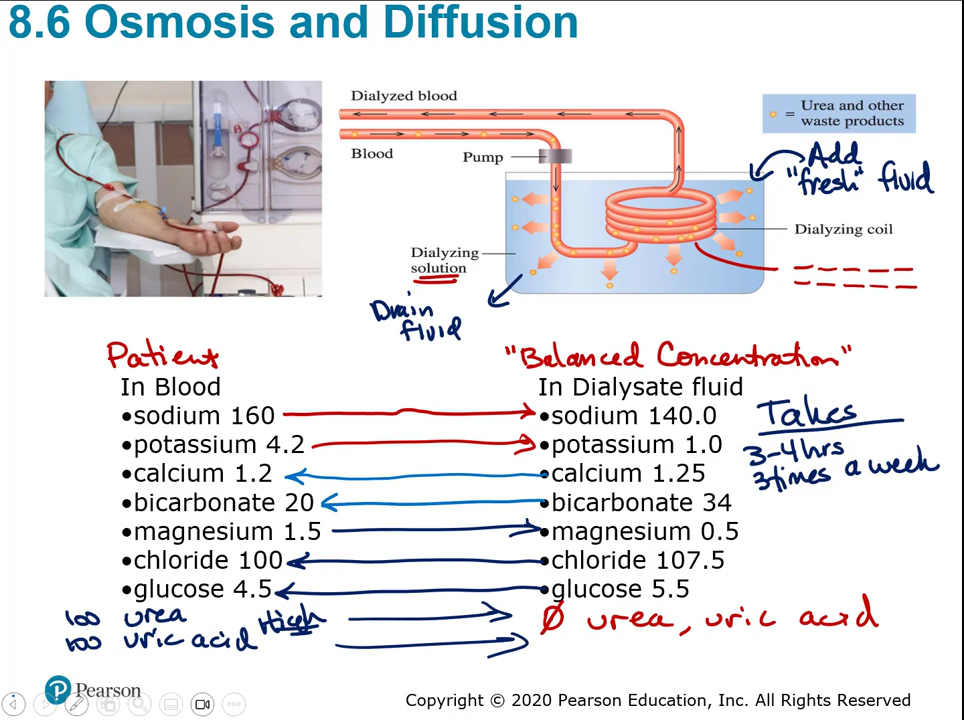 8.6 Osmosis and Diffusion
Dialyzed blood
Blood
Pump
= Urea and other
waste products
Add
"fresh" fluid
Dialyzing coil
Dialyzing
solution
Drain
fluid
Patient
In Blood
•sodium 160
•potassium 4.2
•calcium 1.2
•bicarbonate 20
•magnesium 1.5
•chloride 100
•glucose 4.5
100 urea
100 uric acid High
"Balanced Concentration"
In Dialysate fluid
•sodium 140.0
•potassium 1.0
•calcium 1.25
•bicarbonate 34
•magnesium 0.5
•chloride 107.5
•glucose 5.5
Ø urea, uric acid
Takes
3-4hrs
3times a week
P Pearson
Copyright © 2020 Pearson Education, Inc. All Rights Reserved